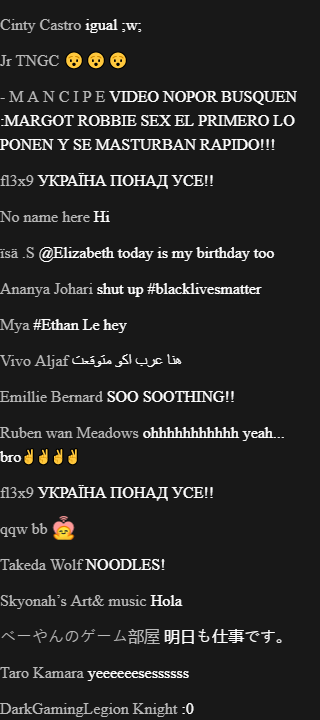 Cinty Castro igual ;w;
Jr TNGC 😯 😯 😯
- M A N C I P E VIDEO NOPOR BUSQUEN
:MARGOT ROBBIE SEX EL PRIMERO LO
PONEN Y SE MASTURBAN RAPIDO!!!
fl3x9 УКРАЇНА ПОНАД УСЕ!!
No name here Hi
ïsä .S @Elizabeth today is my birthday too
Ananya Johari shut up #blacklivesmatter
Mya #Ethan Le hey
Vivo Aljaf هنا عرب اكو متوقعت
Emillie Bernard SOO SOOTHING!!
Ruben wan Meadows ohhhhhhhhhhh yeah...
bro✌✌✌✌
fl3x9 УКРАЇНА ПОНАД УСЕ!!
qqw bb
Takeda Wolf NOODLES!
Skyonah's Art& music Hola
べーやんのゲーム部屋 明日も仕事です。
Taro Kamara yeeeeeesessssss
DarkGamingLegion Knight :0